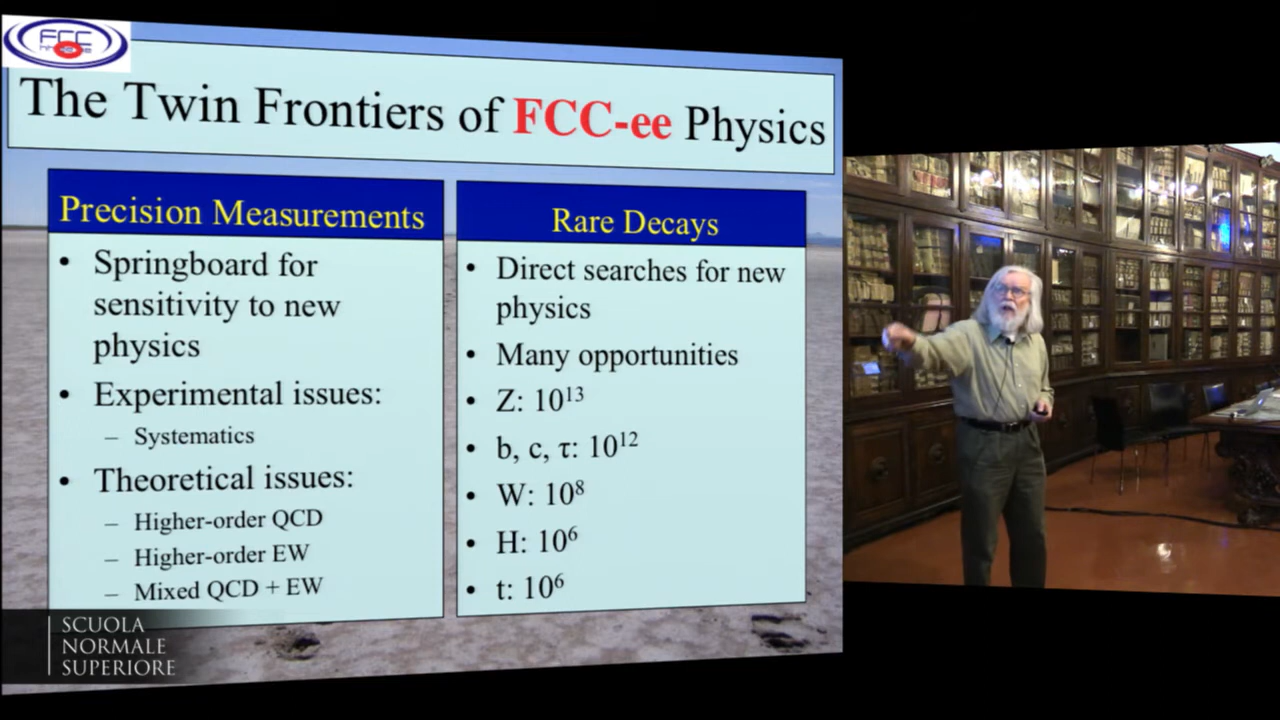 FCC
The Twin Frontiers of FCC-ee Physics
Precision Measurements
• Springboard for
sensitivity to new
physics
• Experimental issues:
– Systematics
• Theoretical issues:
– Higher-order QCD
– Higher-order EW
– Mixed QCD + EW
Rare Decays
• Direct searches for new
physics
• Many opportunities
• Z: 10¹³
• b, c, τ: 10¹²
• W: 10⁸
• H: 10⁶
• t: 10⁶
SCUOLA
NORMALE
SUPERIORE